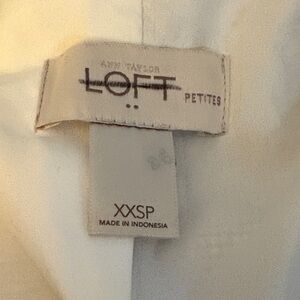 ANN TAYLOR
LOFT
PETITES
XXSP
MADE IN INDONESIA